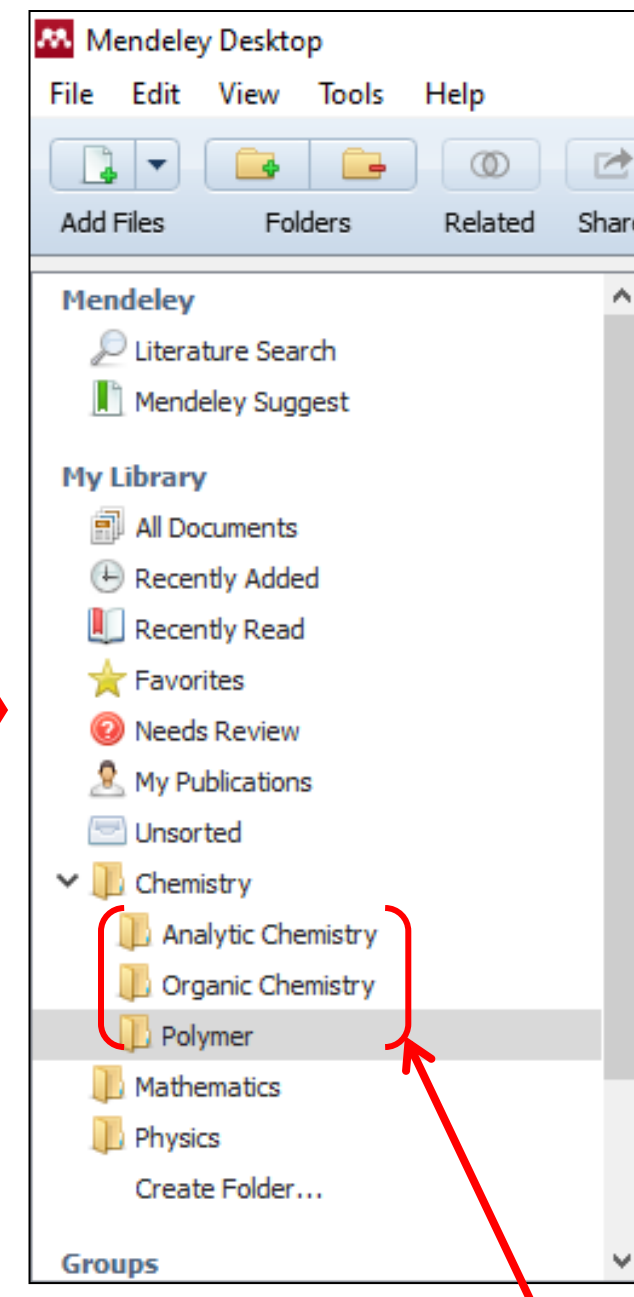 Mendeley Desktop
File Edit View Tools Help
Add Files Folders Related Share
Mendeley
Literature Search
Mendeley Suggest
My Library
All Documents
Recently Added
Recently Read
Favorites
Needs Review
My Publications
Unsorted
Chemistry
Analytic Chemistry
Organic Chemistry
Polymer
Mathematics
Physics
Create Folder...
Groups